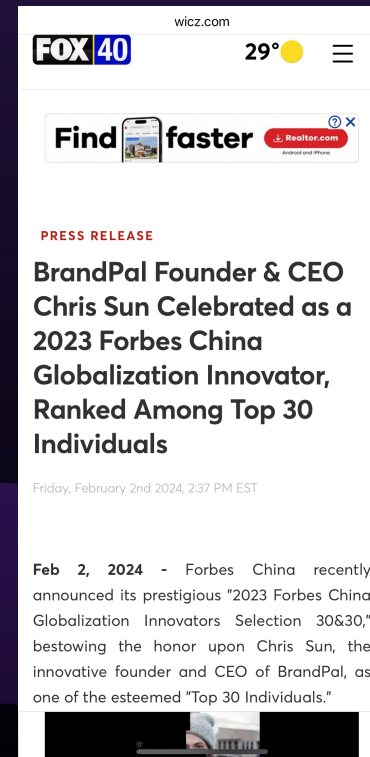 wicz.com
FOX 40
29°
Find faster
Realtor.com
Android and iPhone
PRESS RELEASE
BrandPal Founder & CEO
Chris Sun Celebrated as a
2023 Forbes China
Globalization Innovator,
Ranked Among Top 30
Individuals
Friday, February 2nd 2024, 2:37 PM EST
Feb 2, 2024 - Forbes China recently
announced its prestigious "2023 Forbes China
Globalization Innovators Selection 30&30,"
bestowing the honor upon Chris Sun, the
innovative founder and CEO of BrandPal, as
one of the esteemed "Top 30 Individuals."